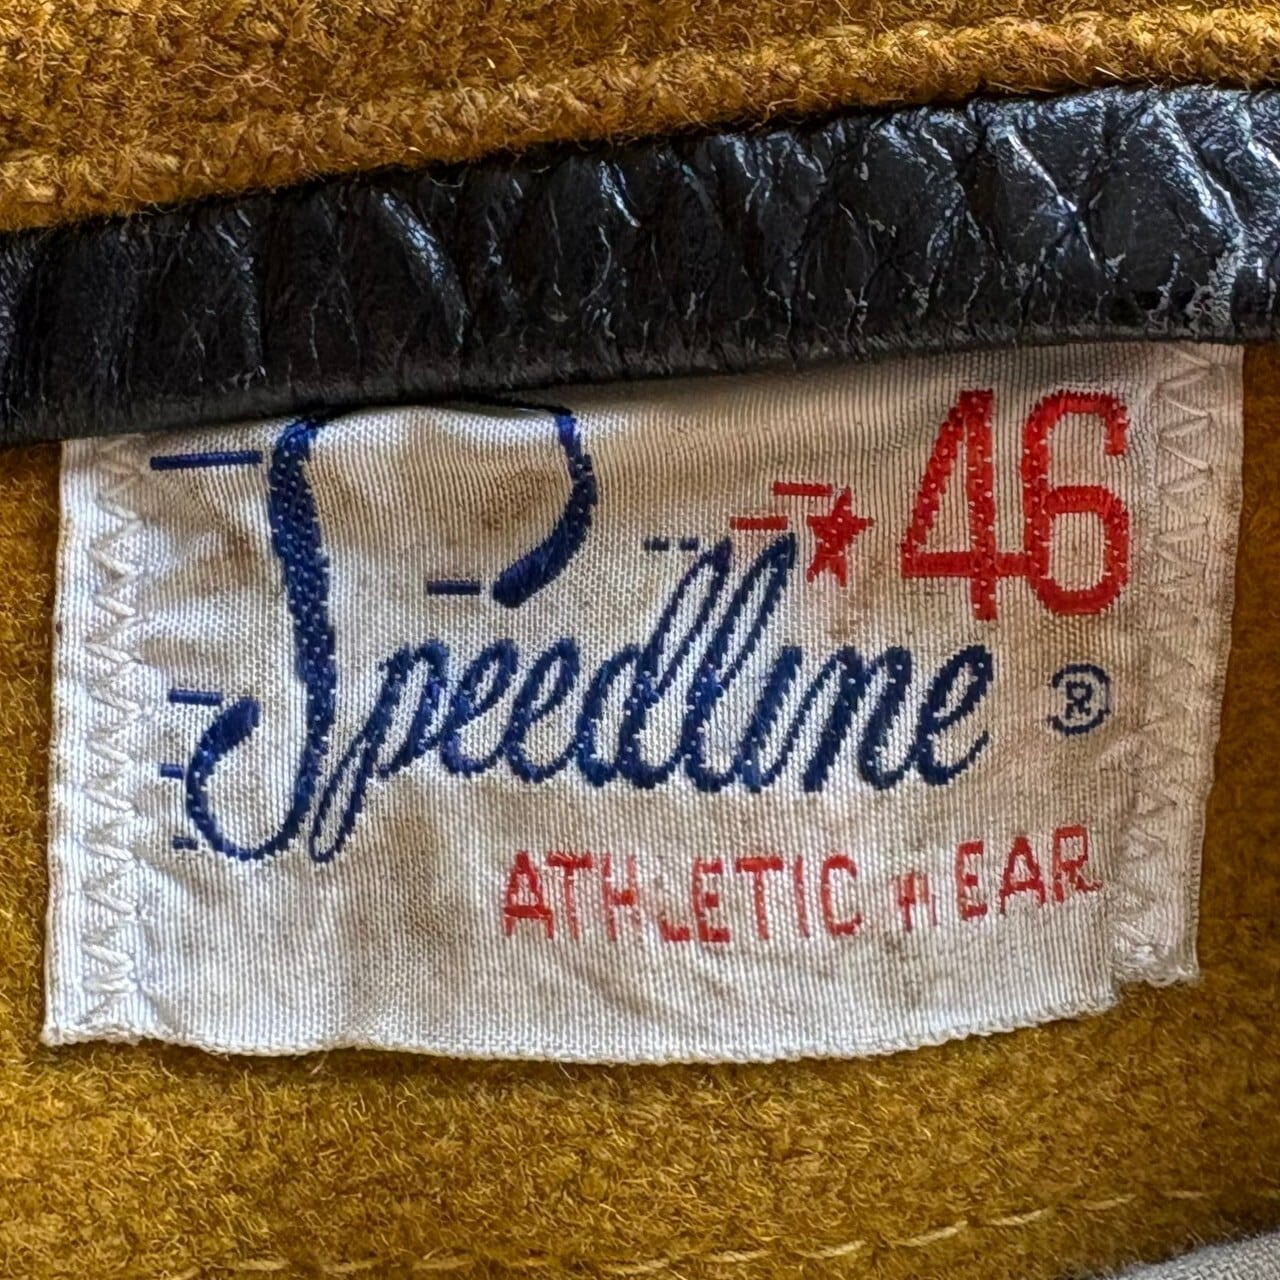 46
Speedline ®
ATHLETIC WEAR